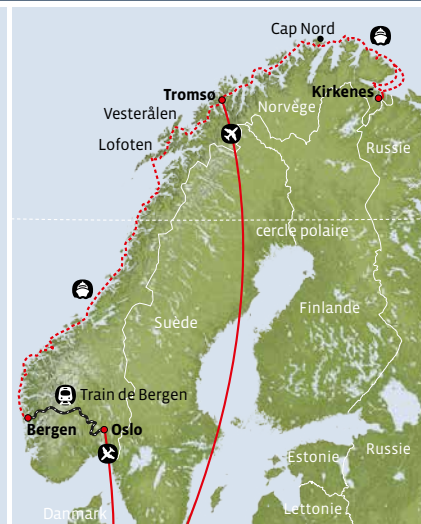 Cap Nord
Tromsø
Kirkenes
Norvège
Vesterålen
Lofoten
Russie
cercle polaire
Suède
Finlande
Train de Bergen
Bergen
Oslo
Estonie
Russie
Danmark
Lettonie